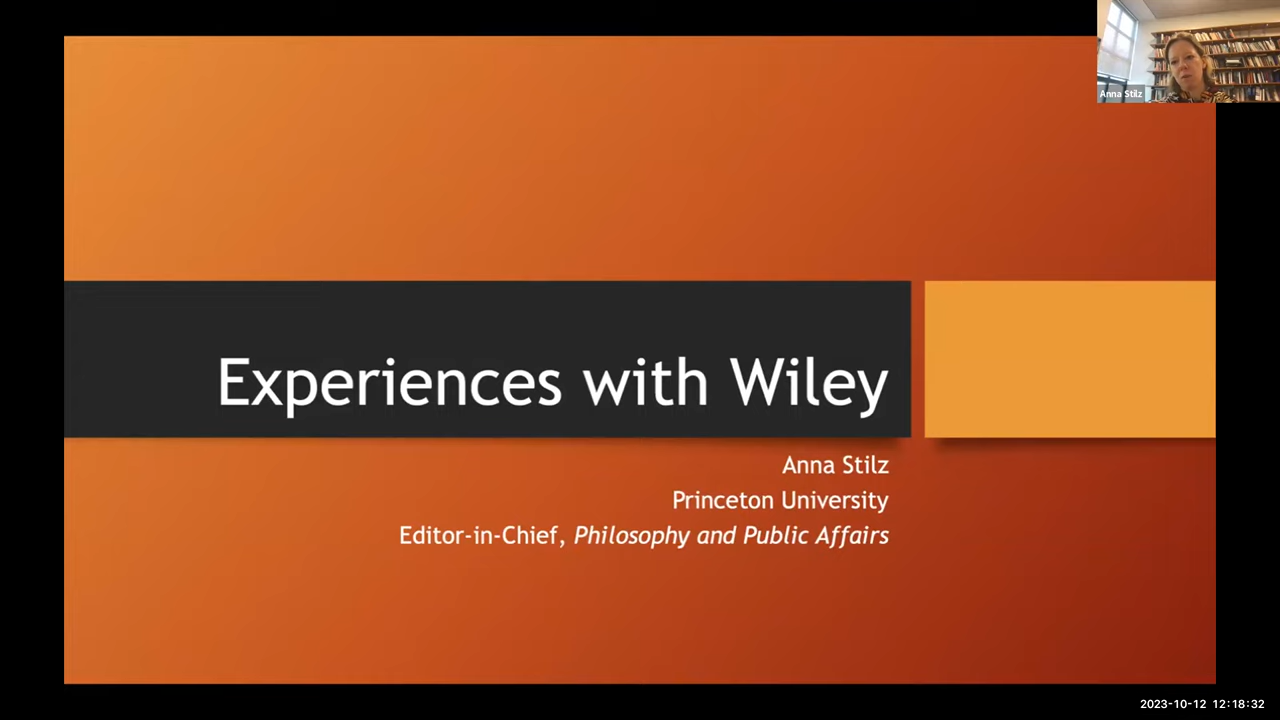 Anna Stilz
Experiences with Wiley
Anna Stilz
Princeton University
Editor-in-Chief, Philosophy and Public Affairs
2023-10-12 12:18:32